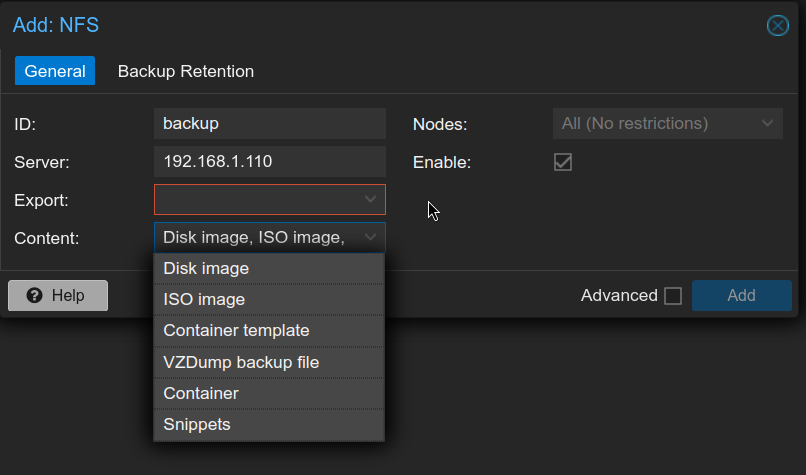 Add: NFS
General Backup Retention
ID: backup Nodes: All (No restrictions)
Server: 192.168.1.110 Enable:
Export:
Content: Disk image, ISO image,
Disk image
ISO image
Container template
VZDump backup file
Container
Snippets
? Help Advanced Add